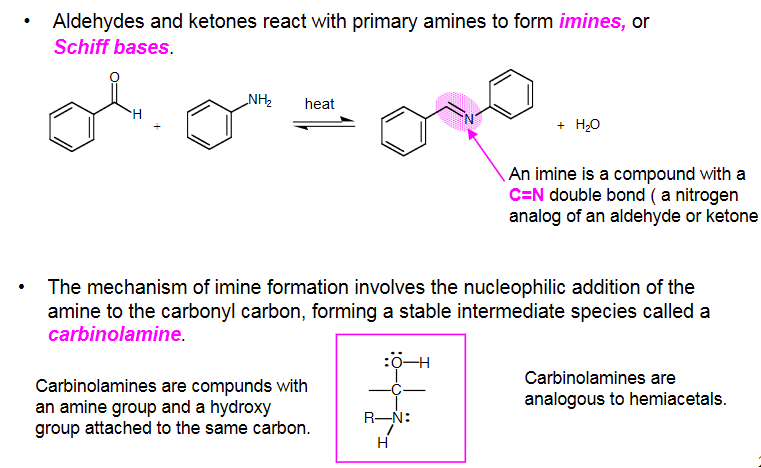 • Aldehydes and ketones react with primary amines to form imines, or
Schiff bases.
O
H
+
NH₂
heat
N
+ H₂O
An imine is a compound with a
C=N double bond ( a nitrogen
analog of an aldehyde or ketone
• The mechanism of imine formation involves the nucleophilic addition of the
amine to the carbonyl carbon, forming a stable intermediate species called a
carbinolamine.
Carbinolamines are compunds with
an amine group and a hydroxy
group attached to the same carbon.
:Ö—H
—C—
R—N:
H
Carbinolamines are
analogous to hemiacetals.